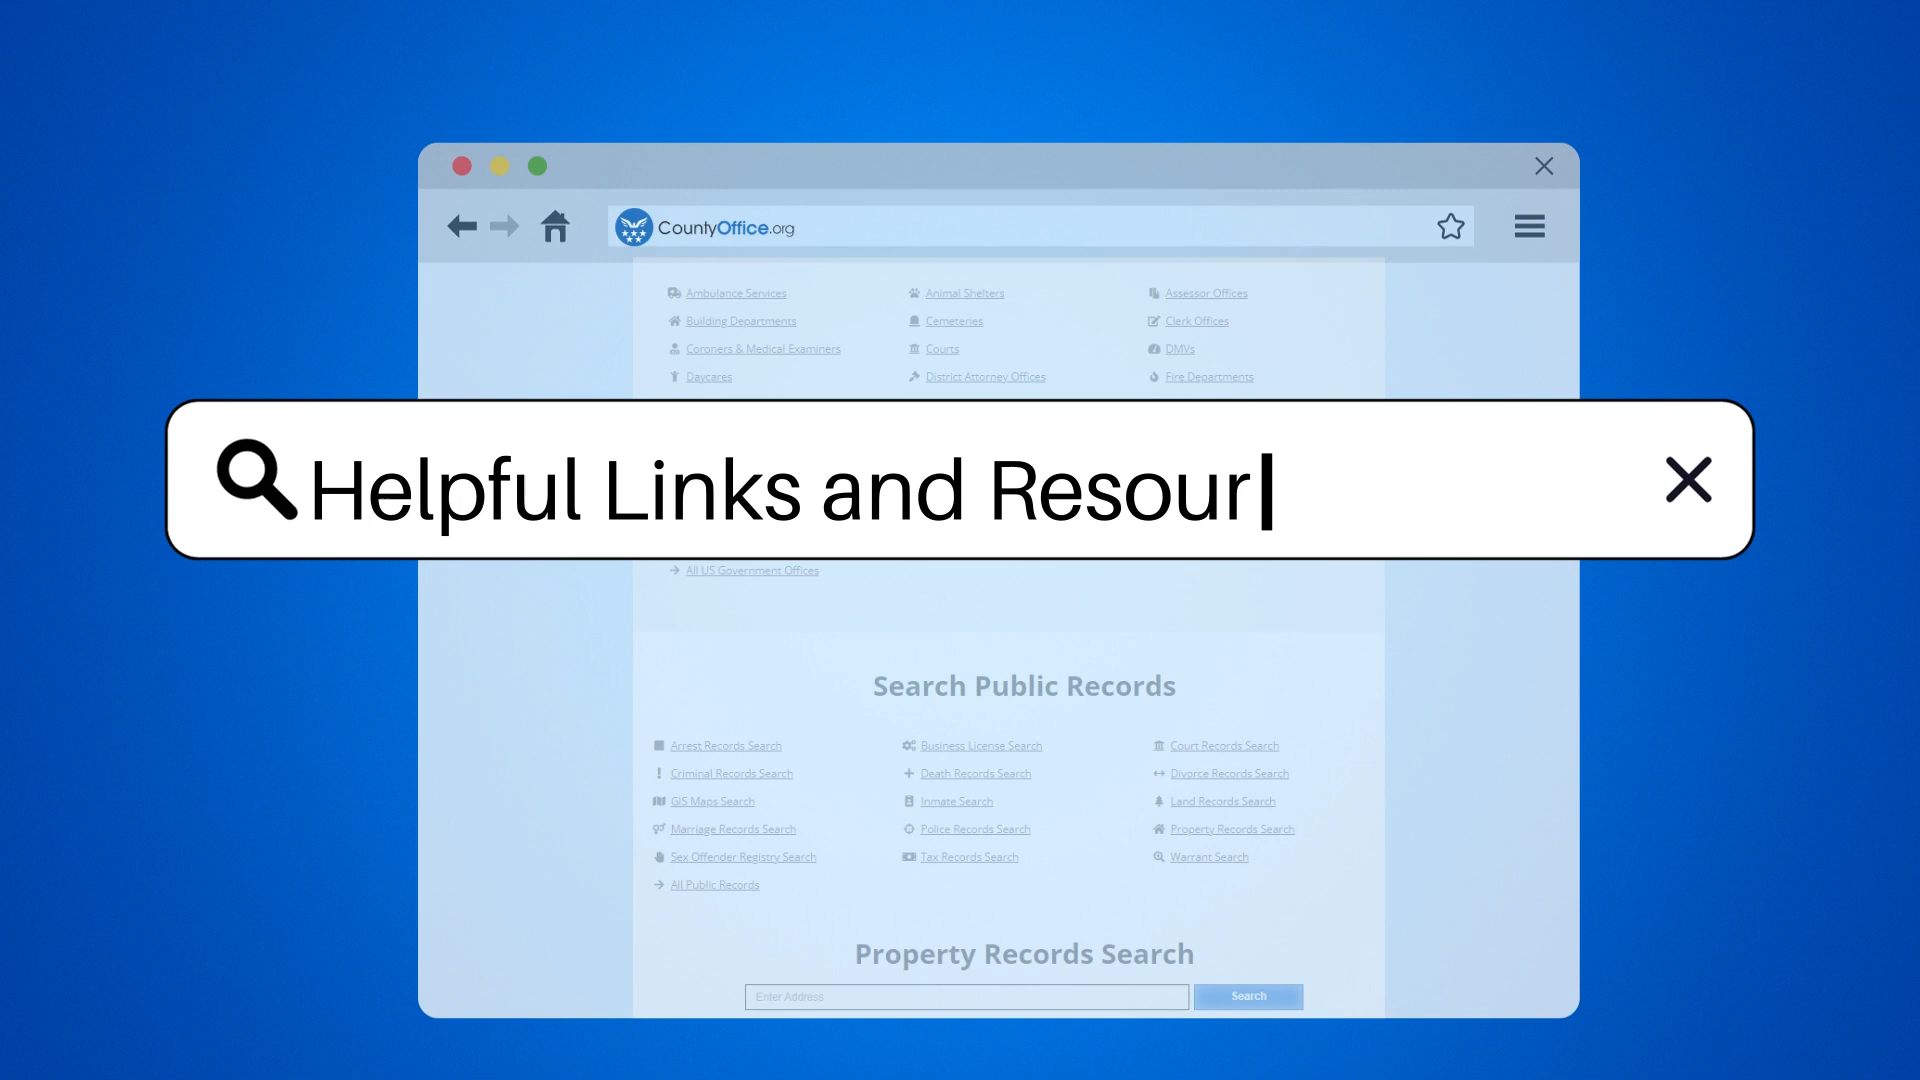 CountyOffice.org
Ambulance Services Animal Shelters Assessor Offices
Building Departments Cemeteries Clerk Offices
Coroners & Medical Examiners Courts DMVs
Daycares District Attorney Offices Fire Departments
Helpful Links and Resour
All US Government Offices
Search Public Records
Arrest Records Search Business License Search Court Records Search
Criminal Records Search Death Records Search Divorce Records Search
GIS Maps Search Inmate Search Land Records Search
Marriage Records Search Police Records Search Property Records Search
Sex Offender Registry Search Tax Records Search Warrant Search
All Public Records
Property Records Search
Enter Address Search